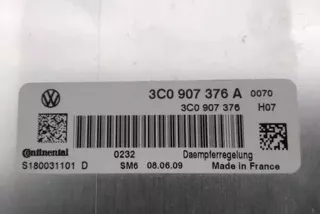 3C0 907 376 A 0070
3C0 907 376 H07
Continental 0232 Daempferregelung
S180031101 D SM6 08.06.09 Made in France